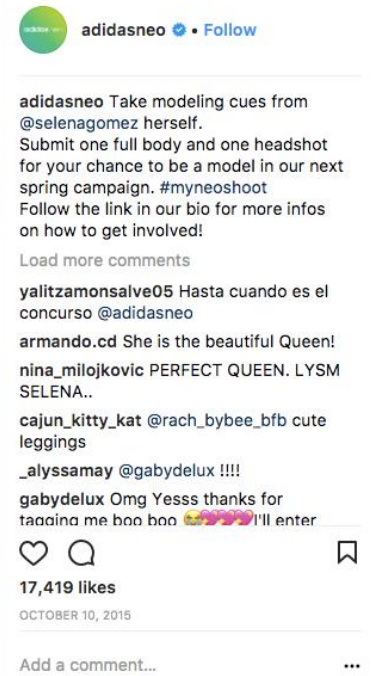 adidasneo • Follow
adidasneo Take modeling cues from
@selenagomez herself.
Submit one full body and one headshot
for your chance to be a model in our next
spring campaign. #myneoshoot
Follow the link in our bio for more infos
on how to get involved!
Load more comments
yalitzamonsalve05 Hasta cuando es el
concurso @adidasneo
armando.cd She is the beautiful Queen!
nina_milojkovic PERFECT QUEEN. LYSM
SELENA..
cajun_kitty_kat @rach_bybee_bfb cute
leggings
_alyssamay @gabydelux !!!!
gabydelux Omg Yesss thanks for
tagging me boo boo 😭💖💖💖I'll enter
17,419 likes
OCTOBER 10, 2015
Add a comment...